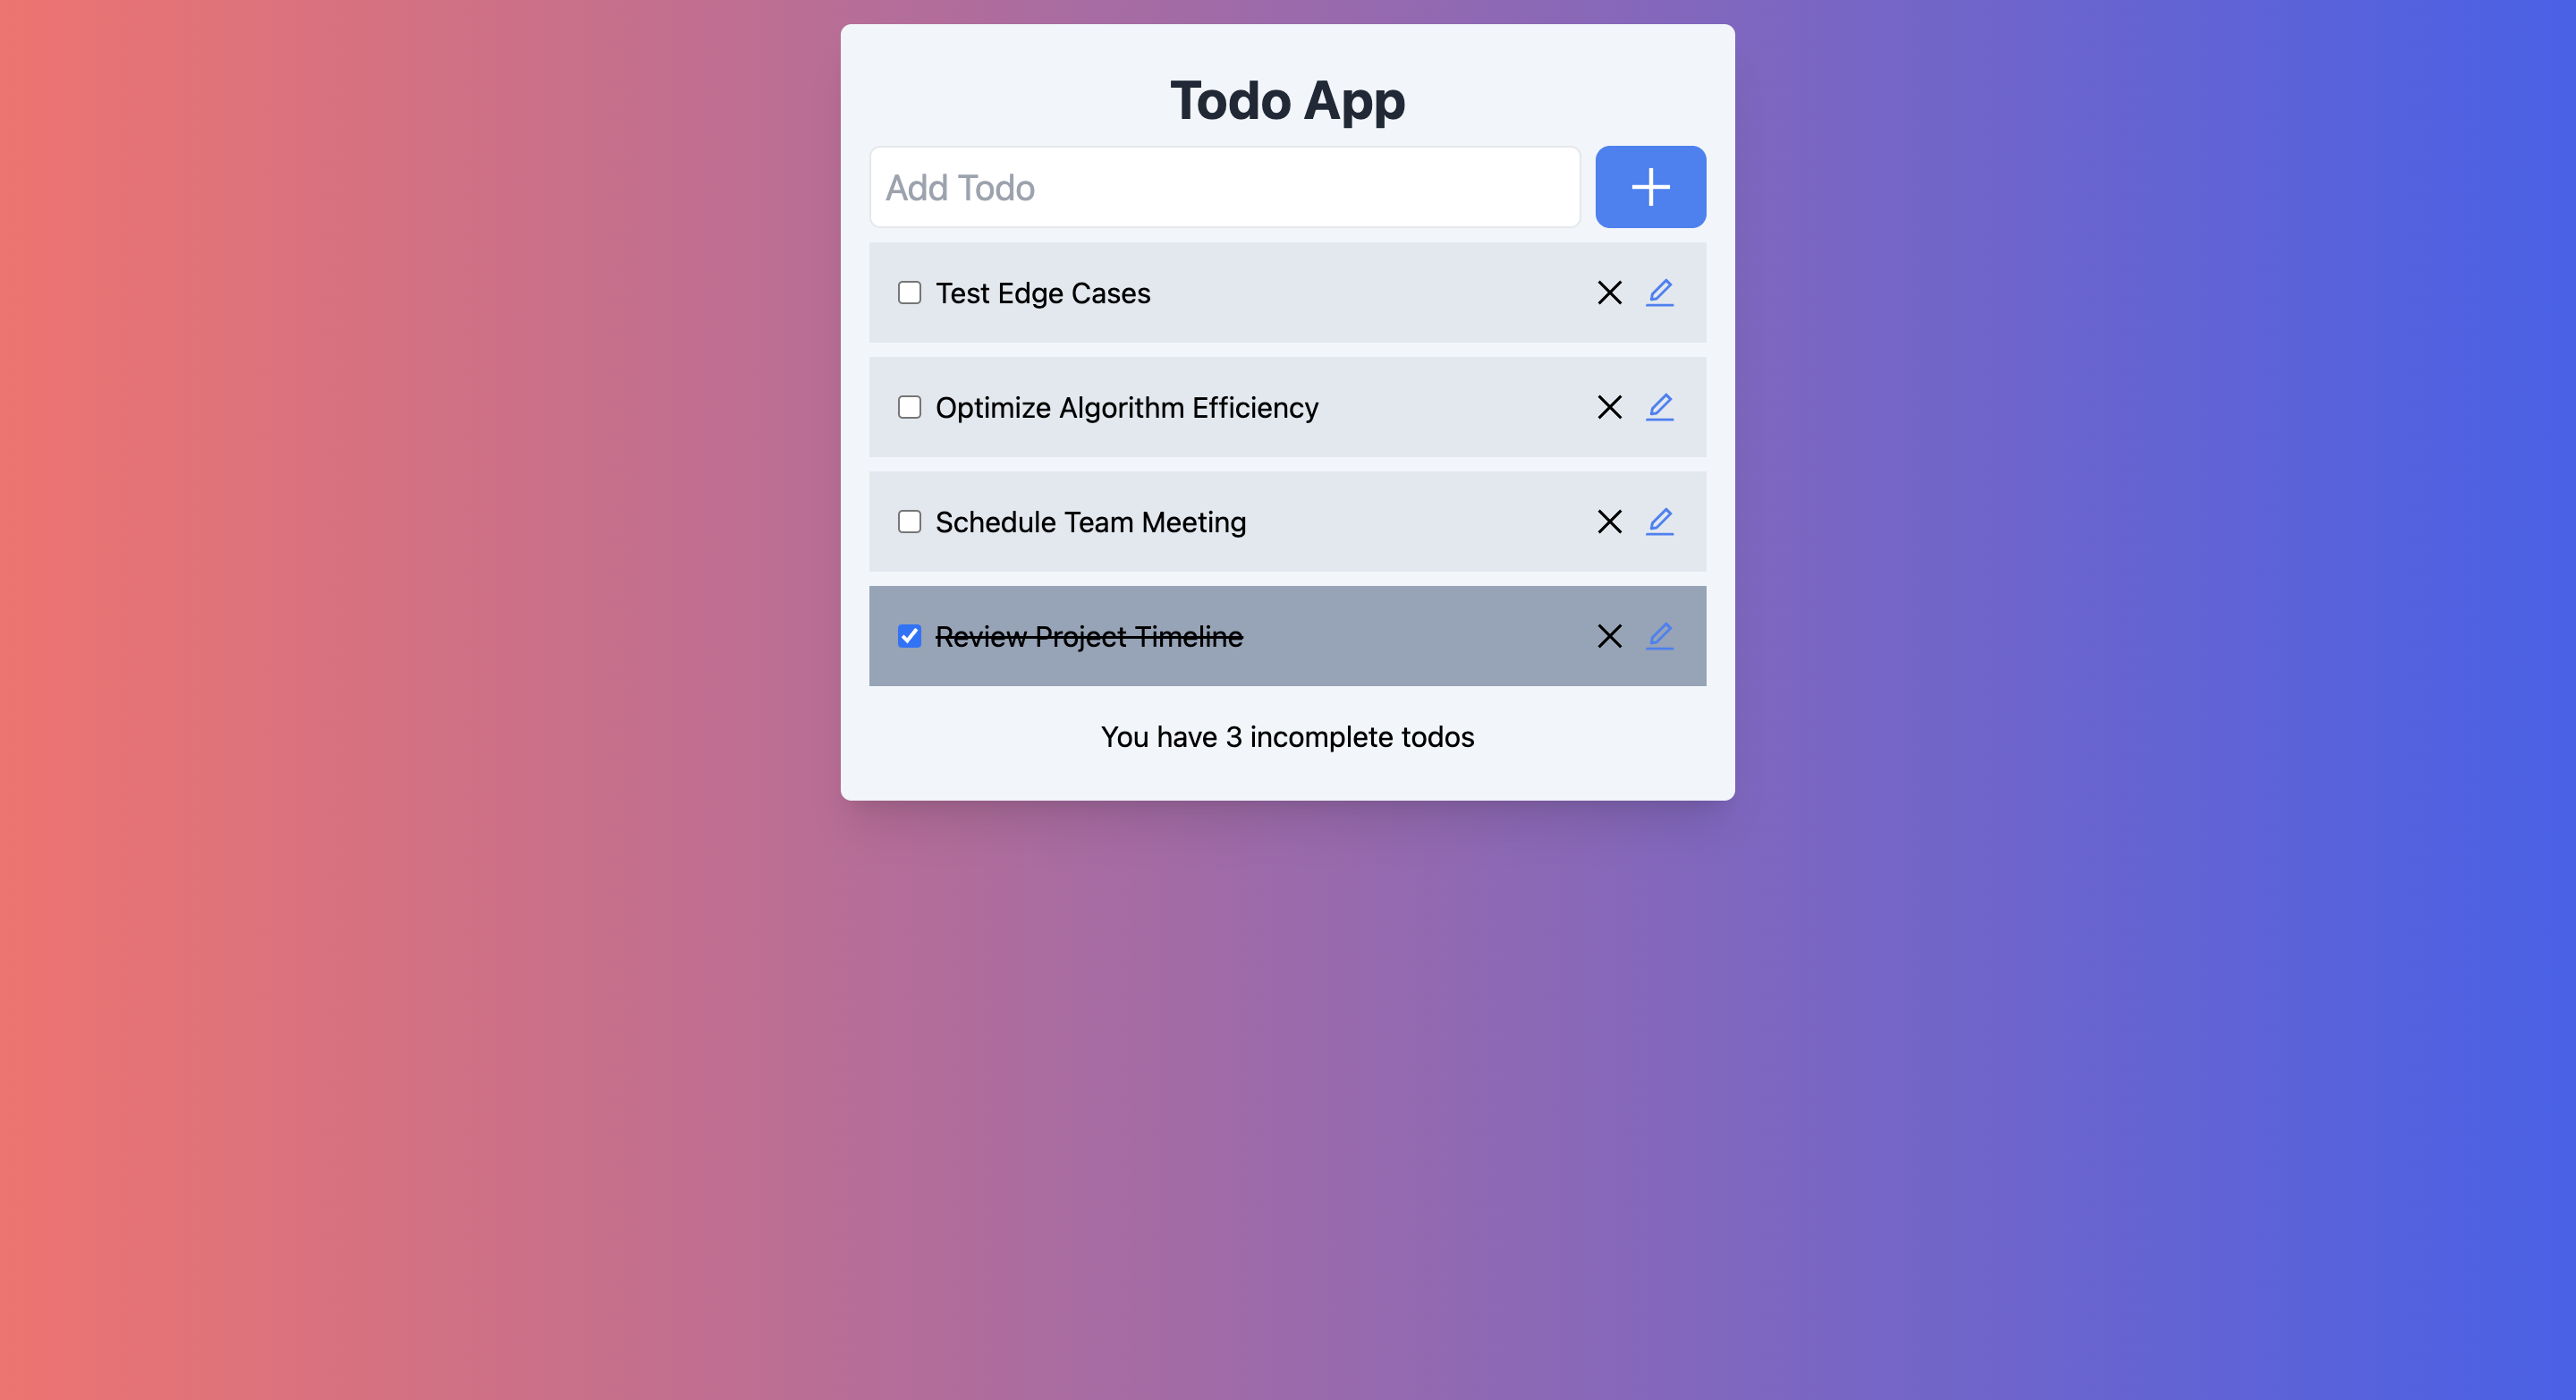 Todo App
Add Todo
Test Edge Cases
Optimize Algorithm Efficiency
Schedule Team Meeting
Review Project Timeline
You have 3 incomplete todos